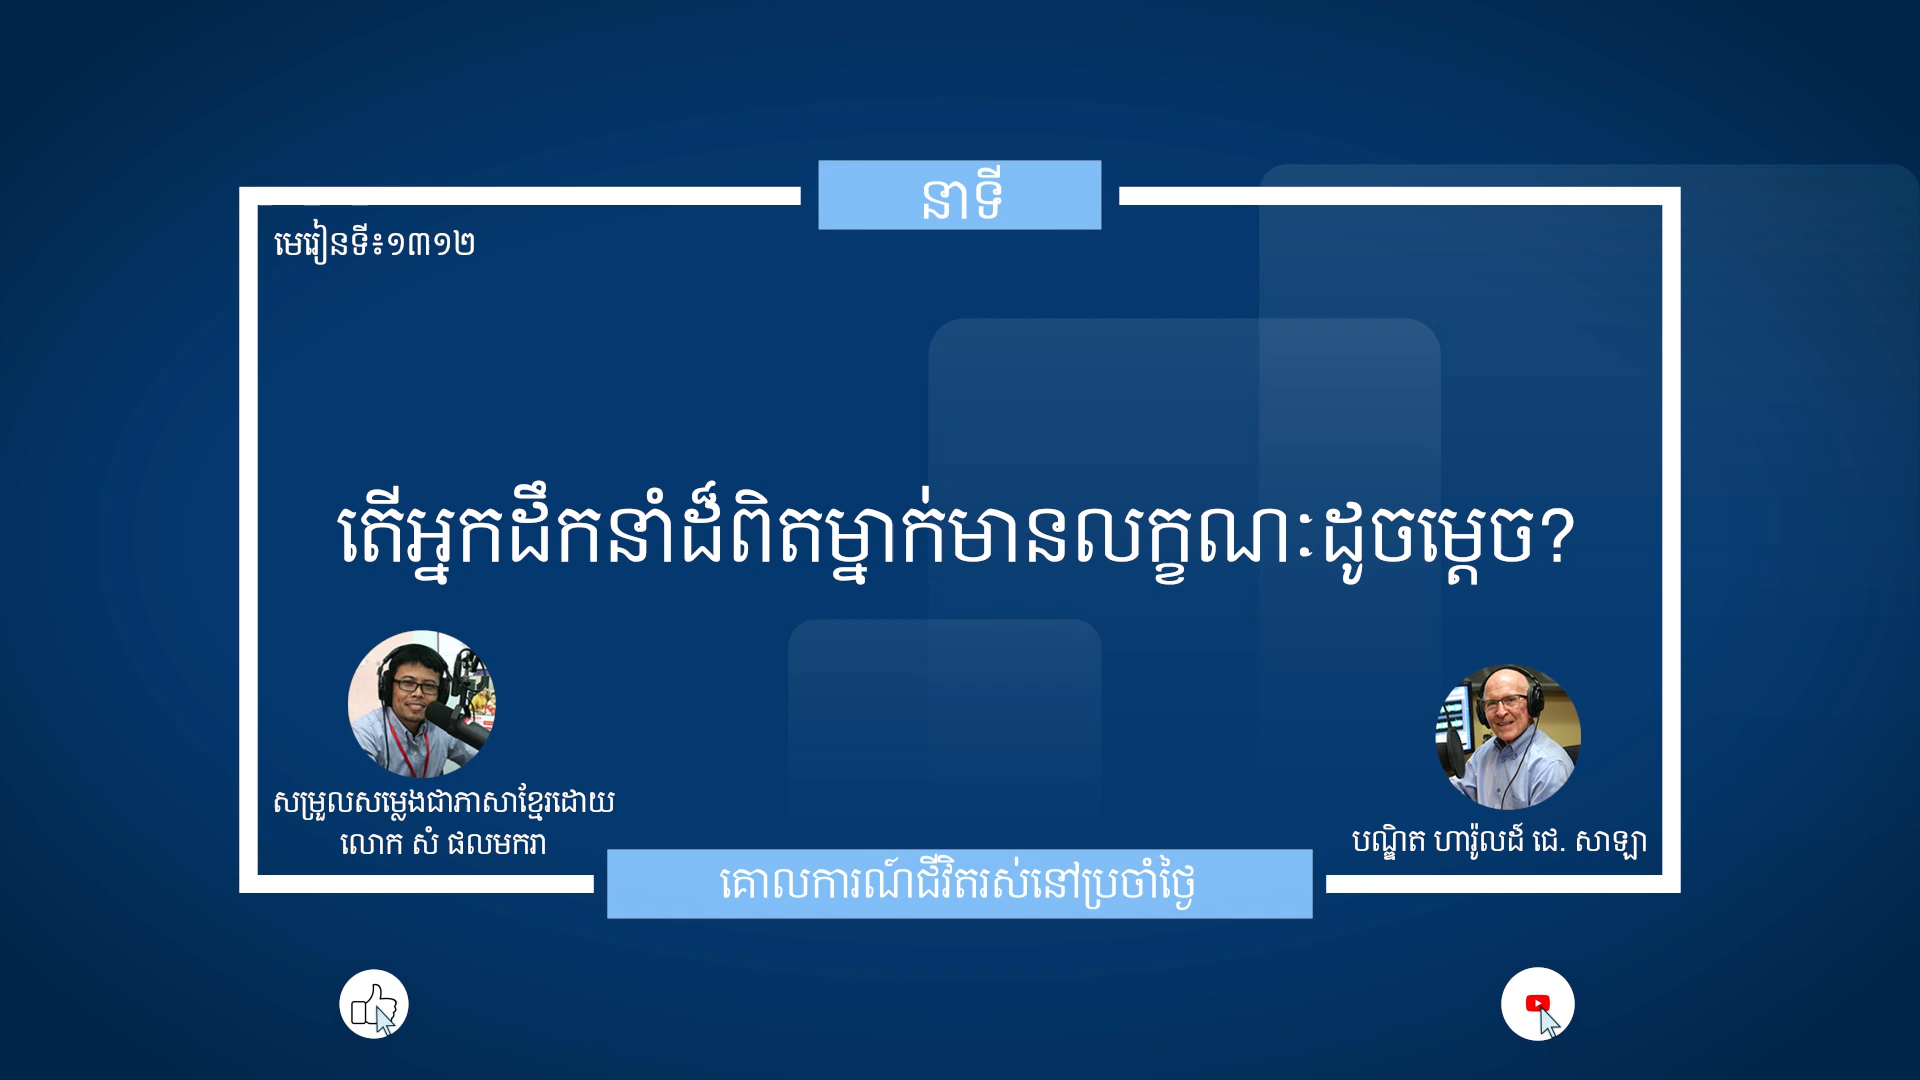 នាទី
មេរៀនទី៖១៣១២
តើអ្នកដឹកនាំដ៏ពិតម្នាក់មានលក្ខណៈដូចម្ដេច?
សម្រួលសម្លេងជាភាសាខ្មែរដោយ
លោក សំ ផលមករា
បណ្ឌិត ហារ៉ូលដ៍ ជេ. សាឡា
គោលការណ៍ជីវិតរស់នៅប្រចាំថ្ងៃ